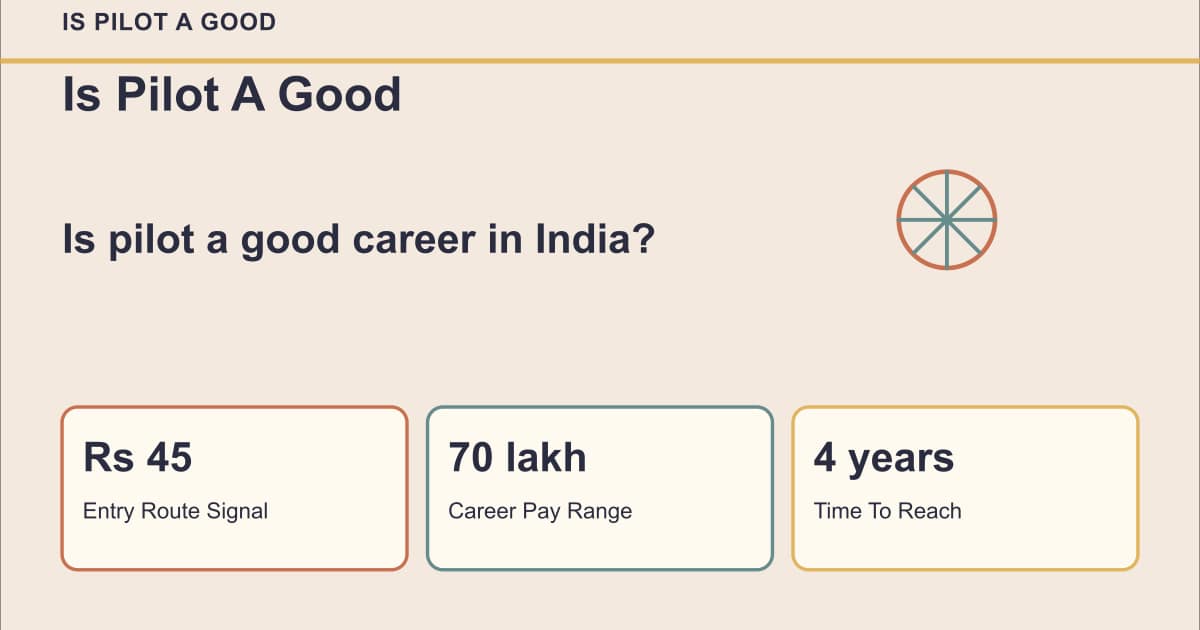 IS PILOT A GOOD
Is Pilot A Good
Is pilot a good career in India?
Rs 45
Entry Route Signal
70 lakh
Career Pay Range
4 years
Time To Reach